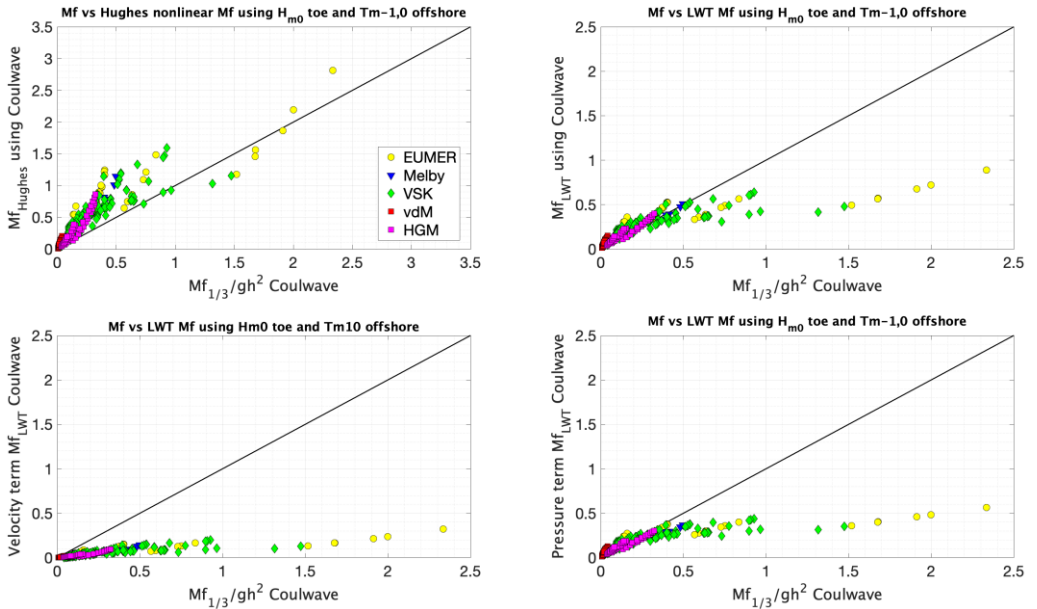 Mf vs Hughes nonlinear Mf using Hm0 toe and Tm-1,0 offshore
3.5
3
2.5
2
1.5
1
0.5
0
MfHughes using Coulwave
0 0.5 1 1.5 2 2.5 3 3.5
Mf1/3/gh2 Coulwave
EUMER
Melby
VSK
vdM
HGM
Mf vs LWT Mf using Hm0 toe and Tm-1,0 offshore
2.5
2
1.5
1
0.5
0
MfLWT using Coulwave
0 0.5 1 1.5 2 2.5
Mf1/3/gh2 Coulwave
Mf vs LWT Mf using Hm0 toe and Tm10 offshore
2.5
2
1.5
1
0.5
0
Velocity term MfLWT Coulwave
0 0.5 1 1.5 2 2.5
Mf1/3/gh2 Coulwave
Mf vs LWT Mf using Hm0 toe and Tm-1,0 offshore
2.5
2
1.5
1
0.5
0
Pressure term MfLWT Coulwave
0 0.5 1 1.5 2 2.5
Mf1/3/gh2 Coulwave